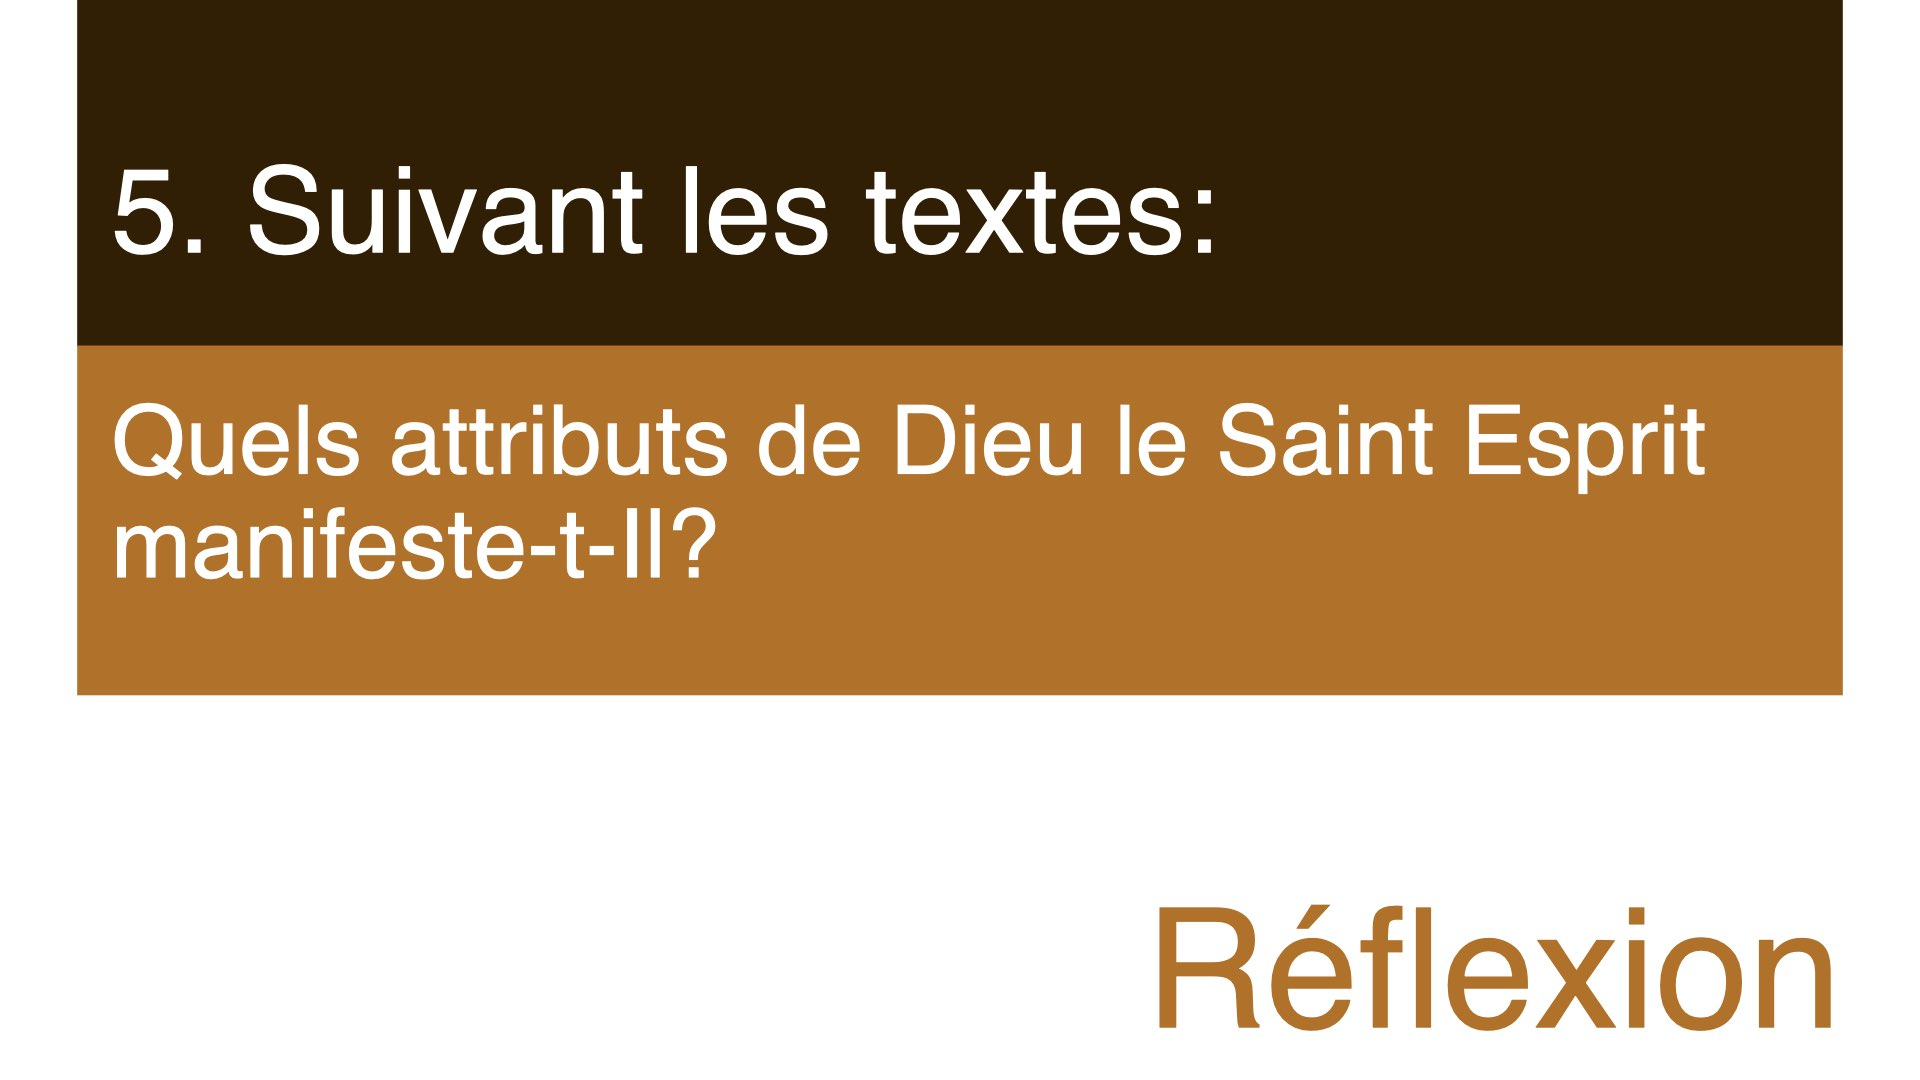 5. Suivant les textes:
Quels attributs de Dieu le Saint Esprit
manifeste-t-Il?
Réflexion